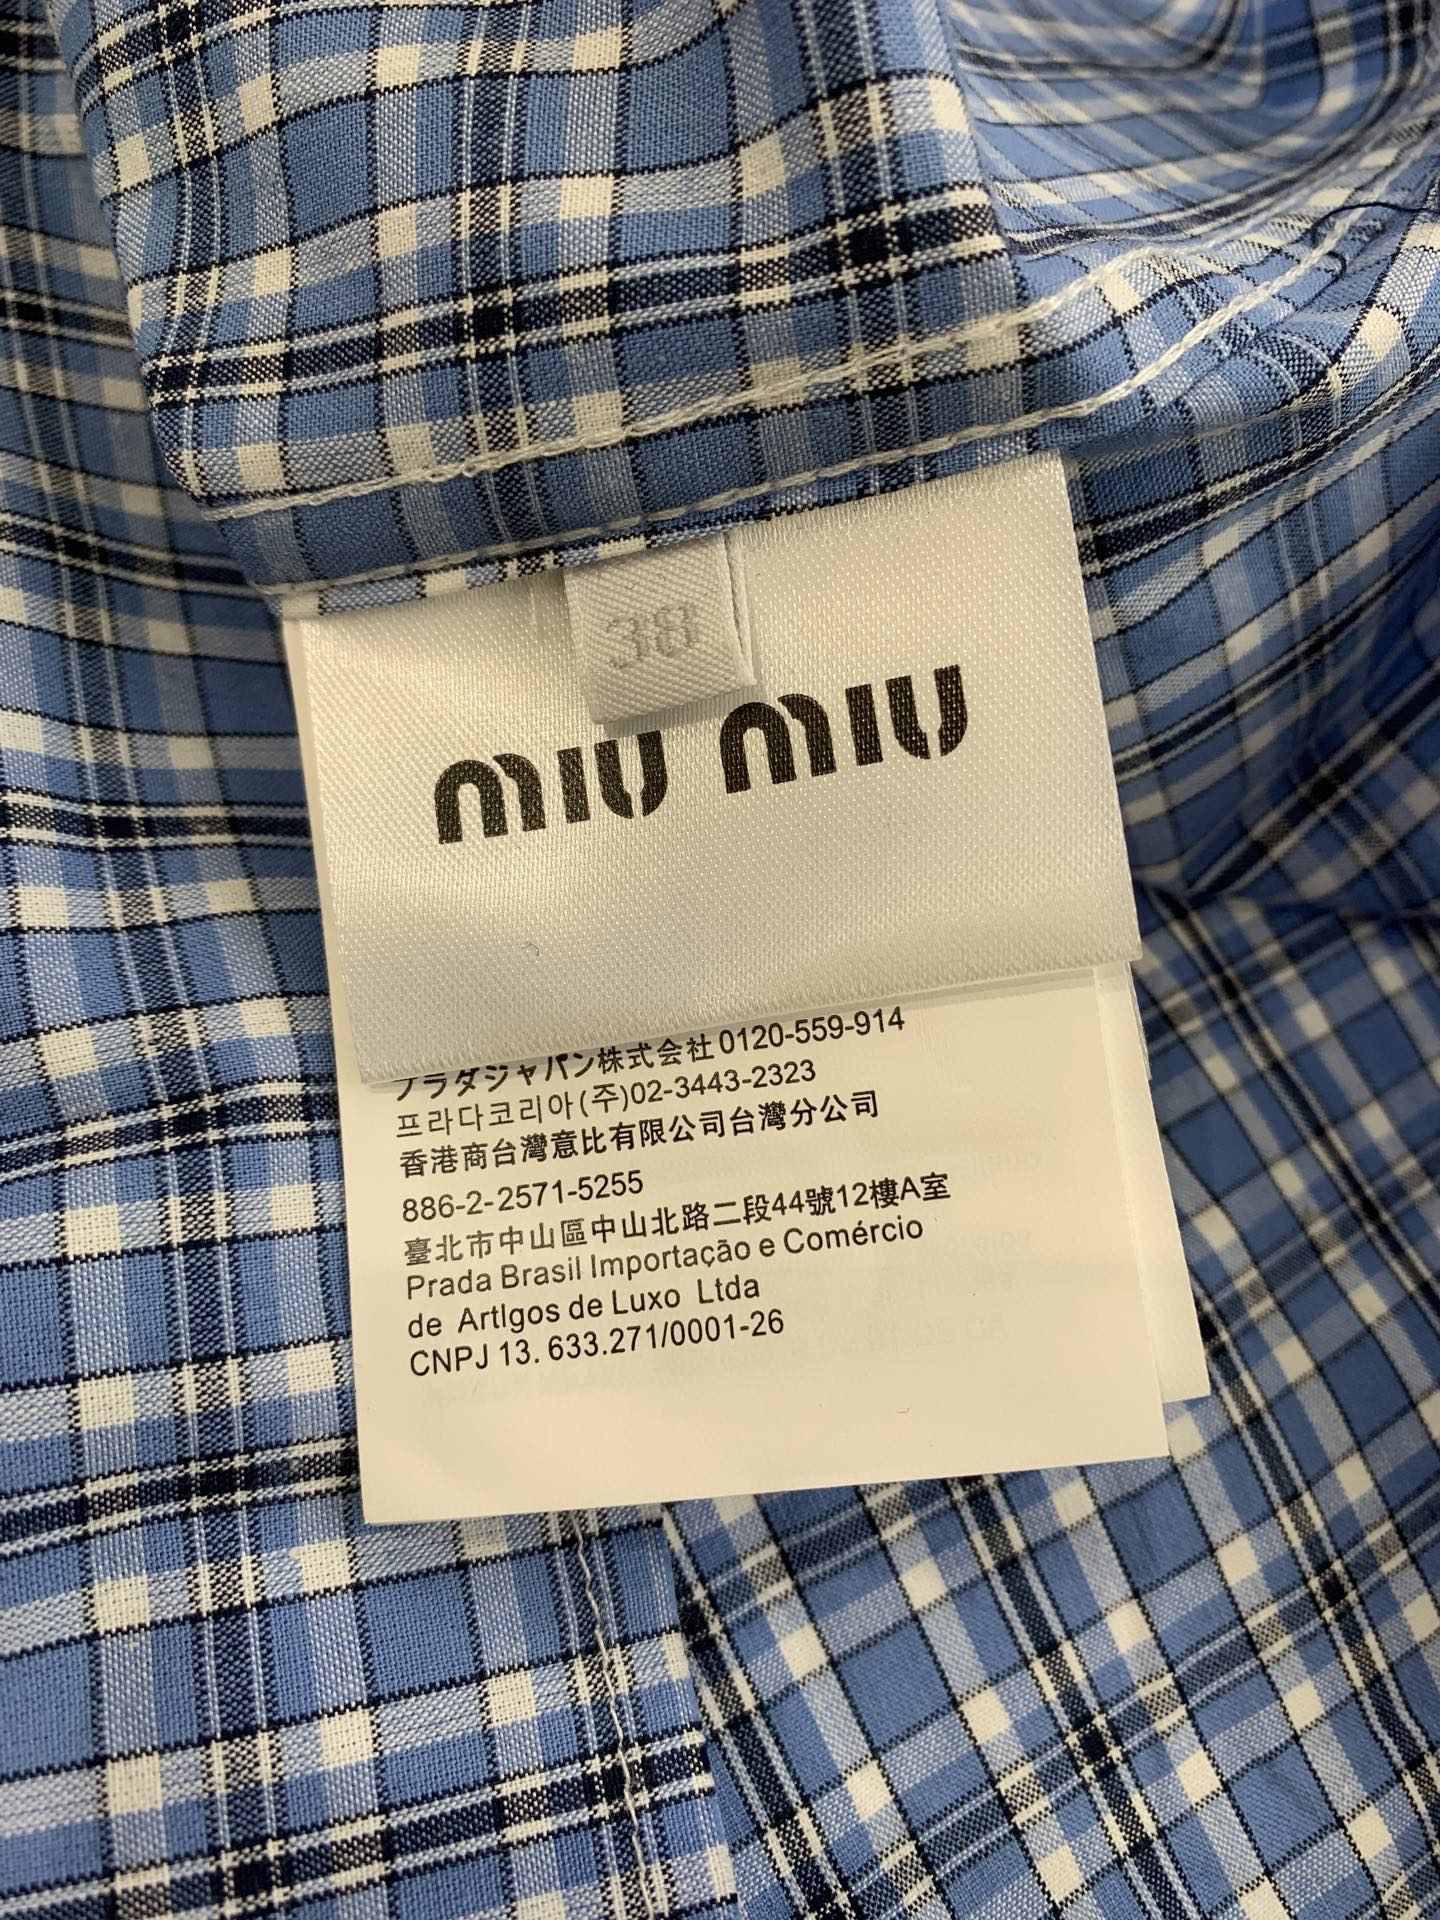 38
miu miu
プラダジャパン株式会社 0120-559-914
프라다코리아(주)02-3443-2323
香港商台灣意比有限公司台灣分公司
886-2-2571-5255
臺北市中山區中山北路二段44號12樓A室
Prada Brasil Importação e Comércio
de ArtIgos de Luxo Ltda
CNPJ 13. 633.271/0001-26